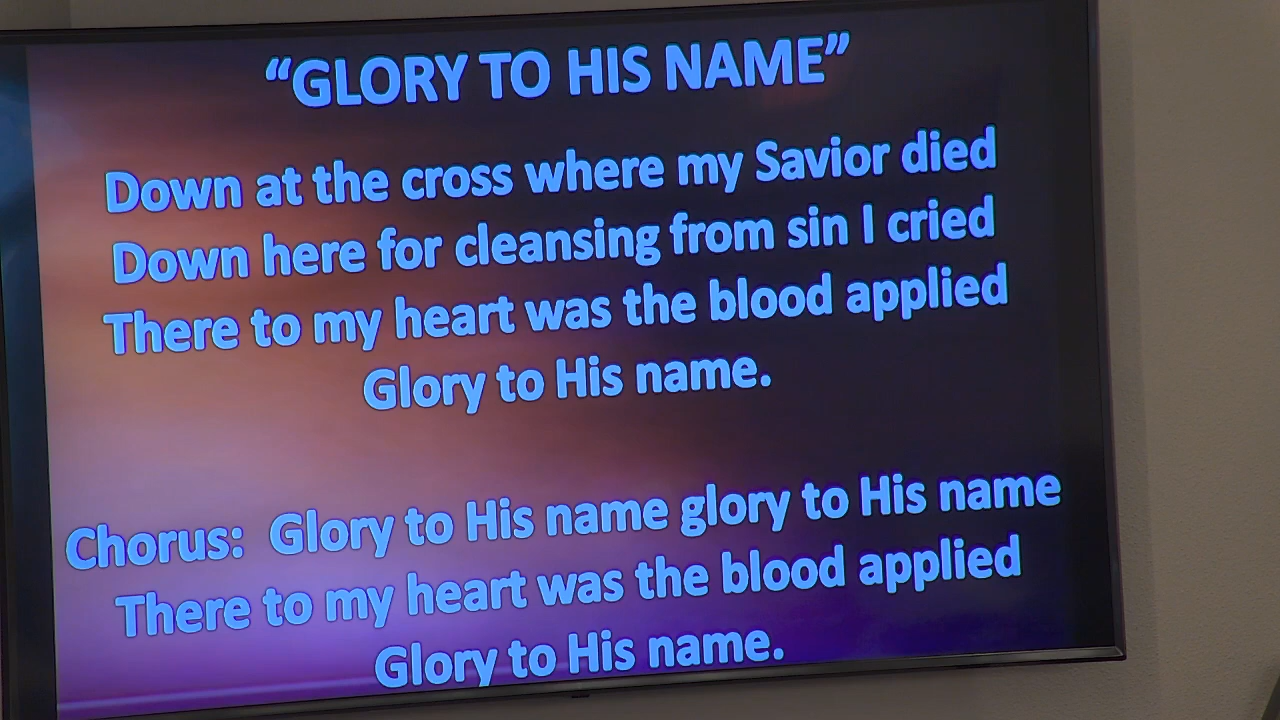 “GLORY TO HIS NAME”
Down at the cross where my Savior died
Down here for cleansing from sin I cried
There to my heart was the blood applied
Glory to His name.
Chorus: Glory to His name glory to His name
There to my heart was the blood applied
Glory to His name.